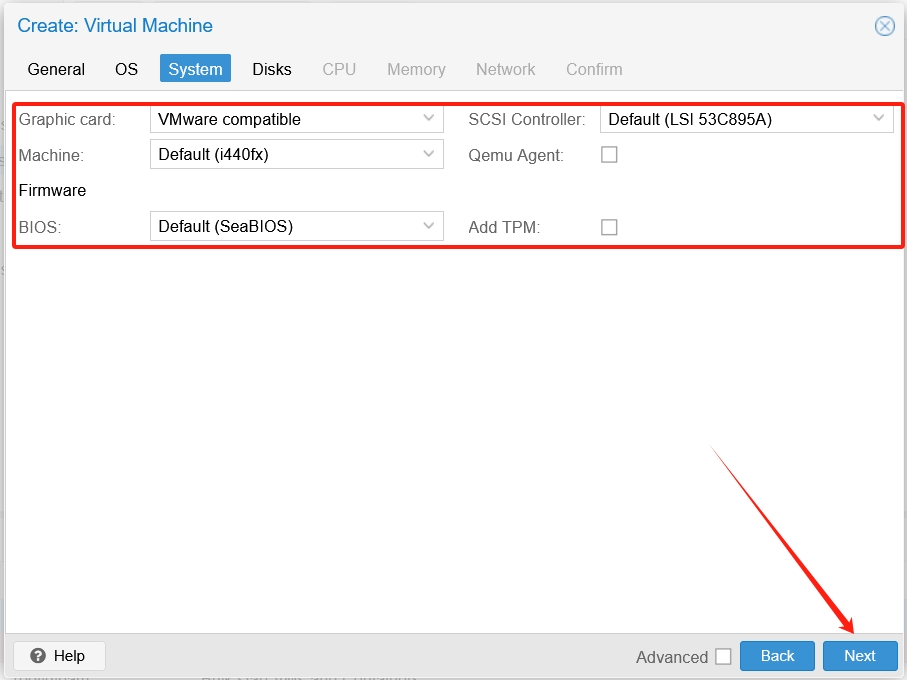 Create: Virtual Machine
General OS System Disks CPU Memory Network Confirm
Graphic card: VMware compatible SCSI Controller: Default (LSI 53C895A)
Machine: Default (i440fx) Qemu Agent:
Firmware
BIOS: Default (SeaBIOS) Add TPM:
Help Advanced Back Next